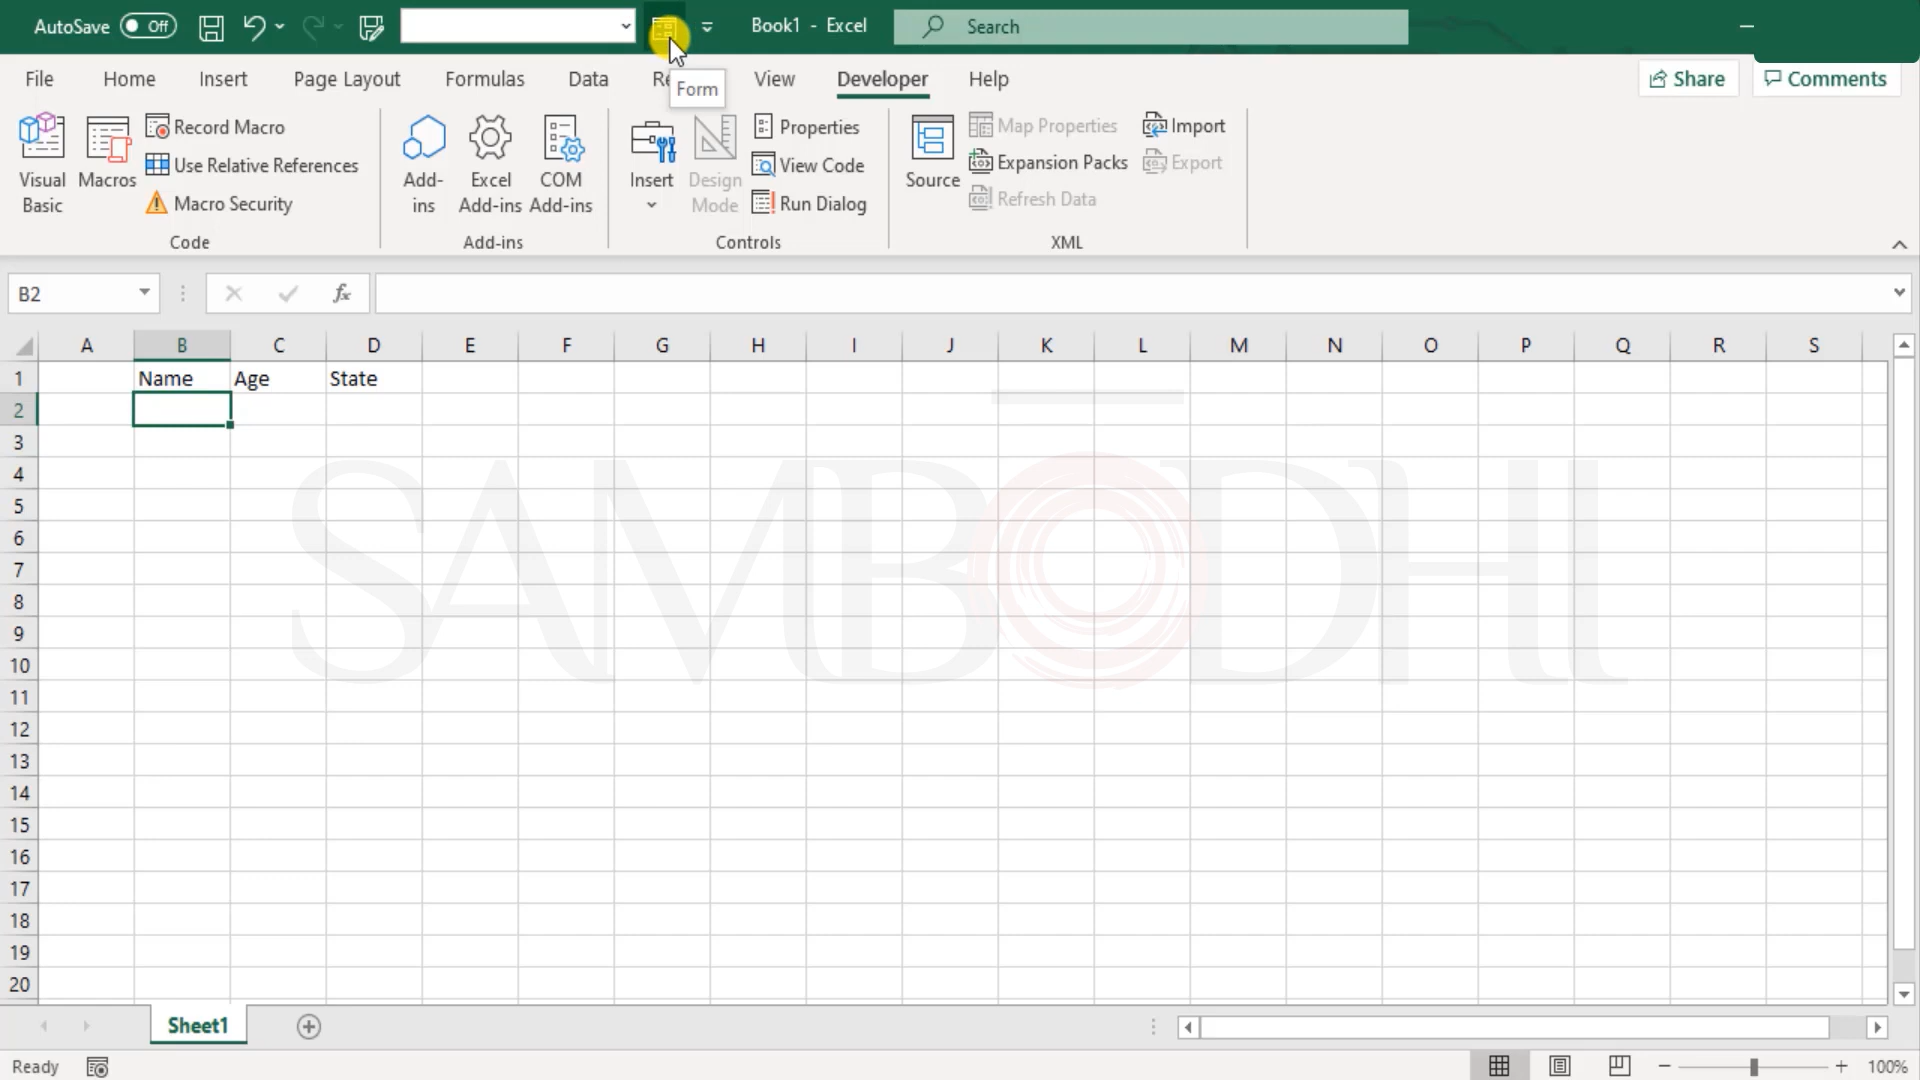 AutoSave Off Book1 - Excel Search
File Home Insert Page Layout Formulas Data Re View Developer Help Share Comments
Form
Visual Basic
Macros
Record Macro
Use Relative References
Macro Security
Code
Add-ins
Excel Add-ins
COM Add-ins
Add-ins
Insert
Design Mode
Properties
View Code
Run Dialog
Controls
Source
Map Properties
Expansion Packs
Refresh Data
Import
Export
XML
B2 fx
A B C D E F G H I J K L M N O P Q R S
1 Name Age State
2
3
4
5
6
7
8
9
10
11
12
13
14
15
16
17
18
19
20
SAMBODHI
Sheet1
Ready 100%